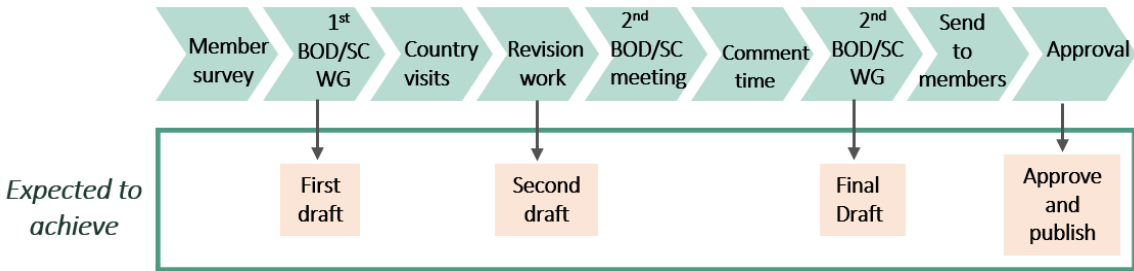 Member
survey
1st
BOD/SC
WG
Country
visits
Revision
work
2nd
BOD/SC
meeting
Comment
time
2nd
BOD/SC
WG
Send
to
members
Approval
Expected to
achieve
First
draft
Second
draft
Final
Draft
Approve
and
publish